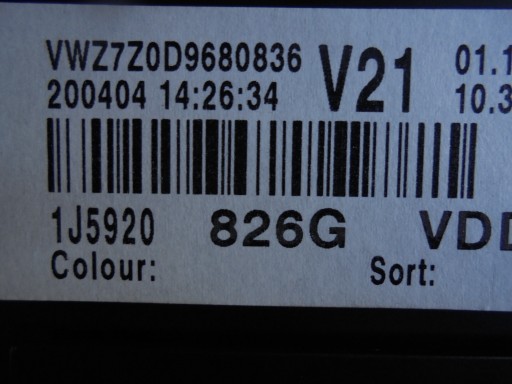 VWZ7Z0D9680836 V21 01.1
200404 14:26:34 10.3
1J5920 826G VDD
Colour: Sort: